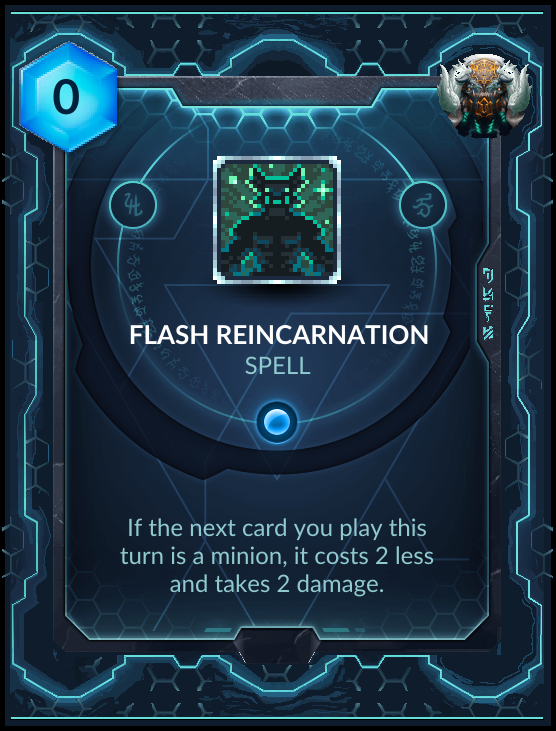 0
FLASH REINCARNATION
SPELL
If the next card you play this
turn is a minion, it costs 2 less
and takes 2 damage.